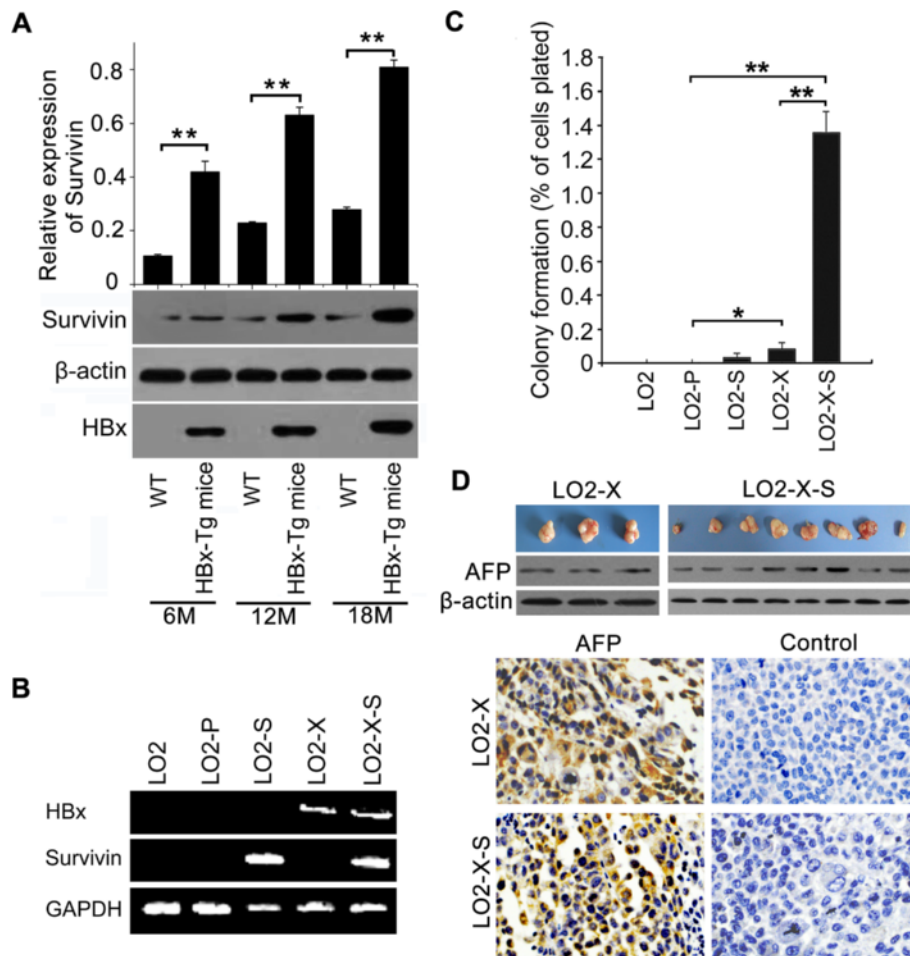 A
Relative expression
of Survivin
0.8
0.6
0.4
0.2
0
**
**
**
Survivin
β-actin
HBx
WT
HBx-Tg mice
WT
HBx-Tg mice
WT
HBx-Tg mice
6M
12M
18M
B
LO2
LO2-P
LO2-S
LO2-X
LO2-X-S
HBx
Survivin
GAPDH
C
Colony formation (% of cells plated)
1.8
1.6
1.4
1.2
1.0
0.8
0.6
0.4
0.2
0
**
**
*
LO2
LO2-P
LO2-S
LO2-X
LO2-X-S
D
LO2-X
LO2-X-S
AFP
β-actin
AFP
Control
LO2-X
LO2-X-S